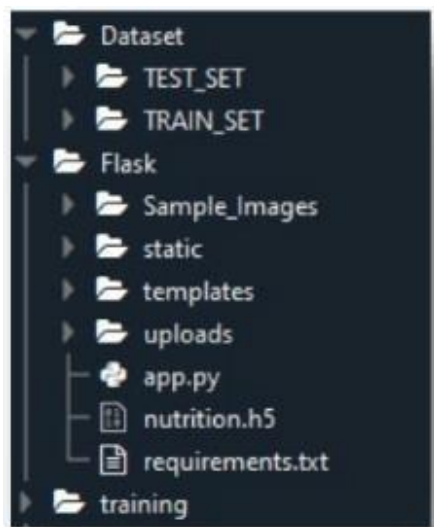 Dataset
TEST_SET
TRAIN_SET
Flask
Sample_Images
static
templates
uploads
app.py
nutrition.h5
requirements.txt
training